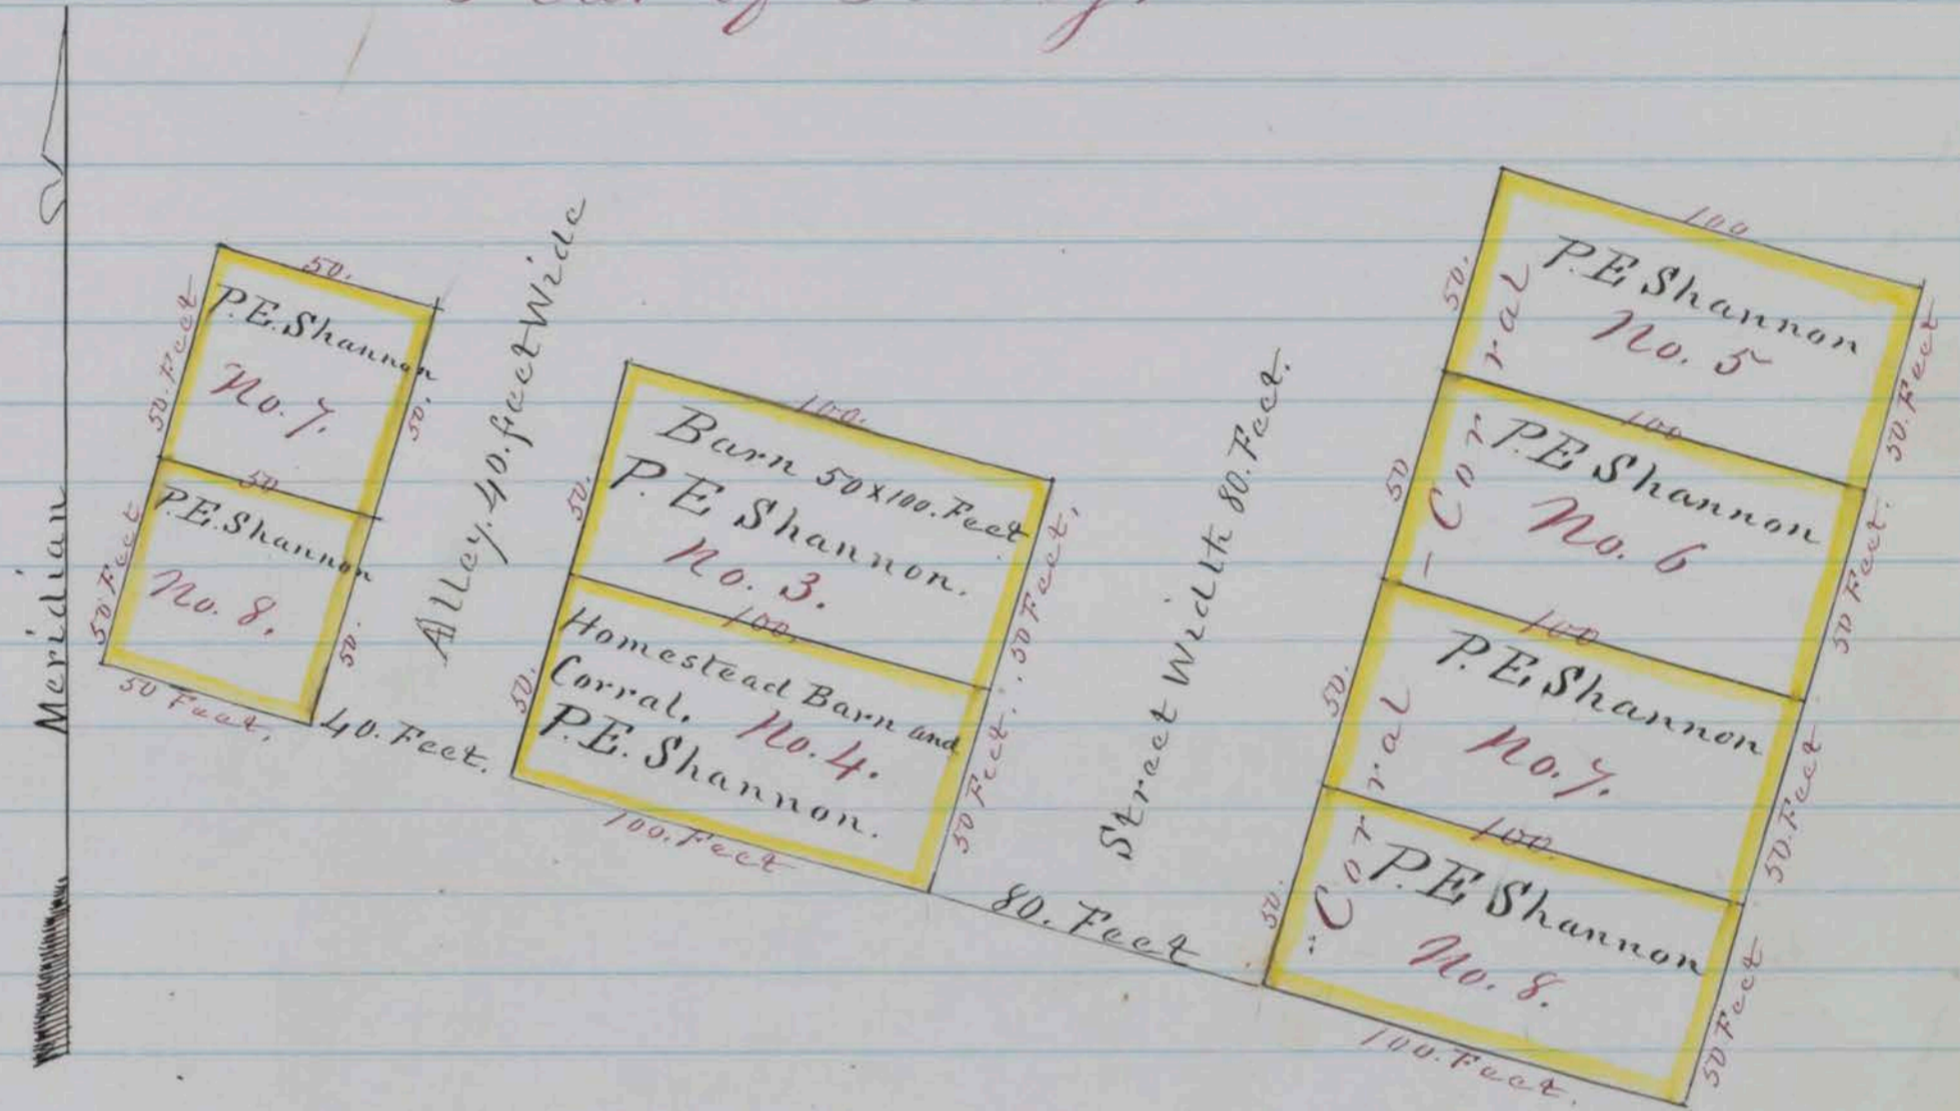 Meridian
50.
50. Feet
P.E. Shannon
No. 7.
50.
50
50 Feet
P.E. Shannon
No. 8.
50.
50 Feet.
Alley. 40. feet Wide
40. Feet.
100.
50.
Barn 50x100. Feet
P. E Shannon.
No. 3.
50 Feet.
100.
50.
Homestead Barn and
Corral. No. 4.
P.E. Shannon.
50 Feet.
100. Feet
Street Width 80. Feet.
80. Feet
100
50.
P.E Shannon
No. 5
50. Feet
100
50
- Corral
P.E Shannon
No. 6
50 Feet.
100
50.
P.E. Shannon
No. 7.
50. Feet
100.
50.
Corral
P.E Shannon
No. 8.
50 Feet
100. Feet.